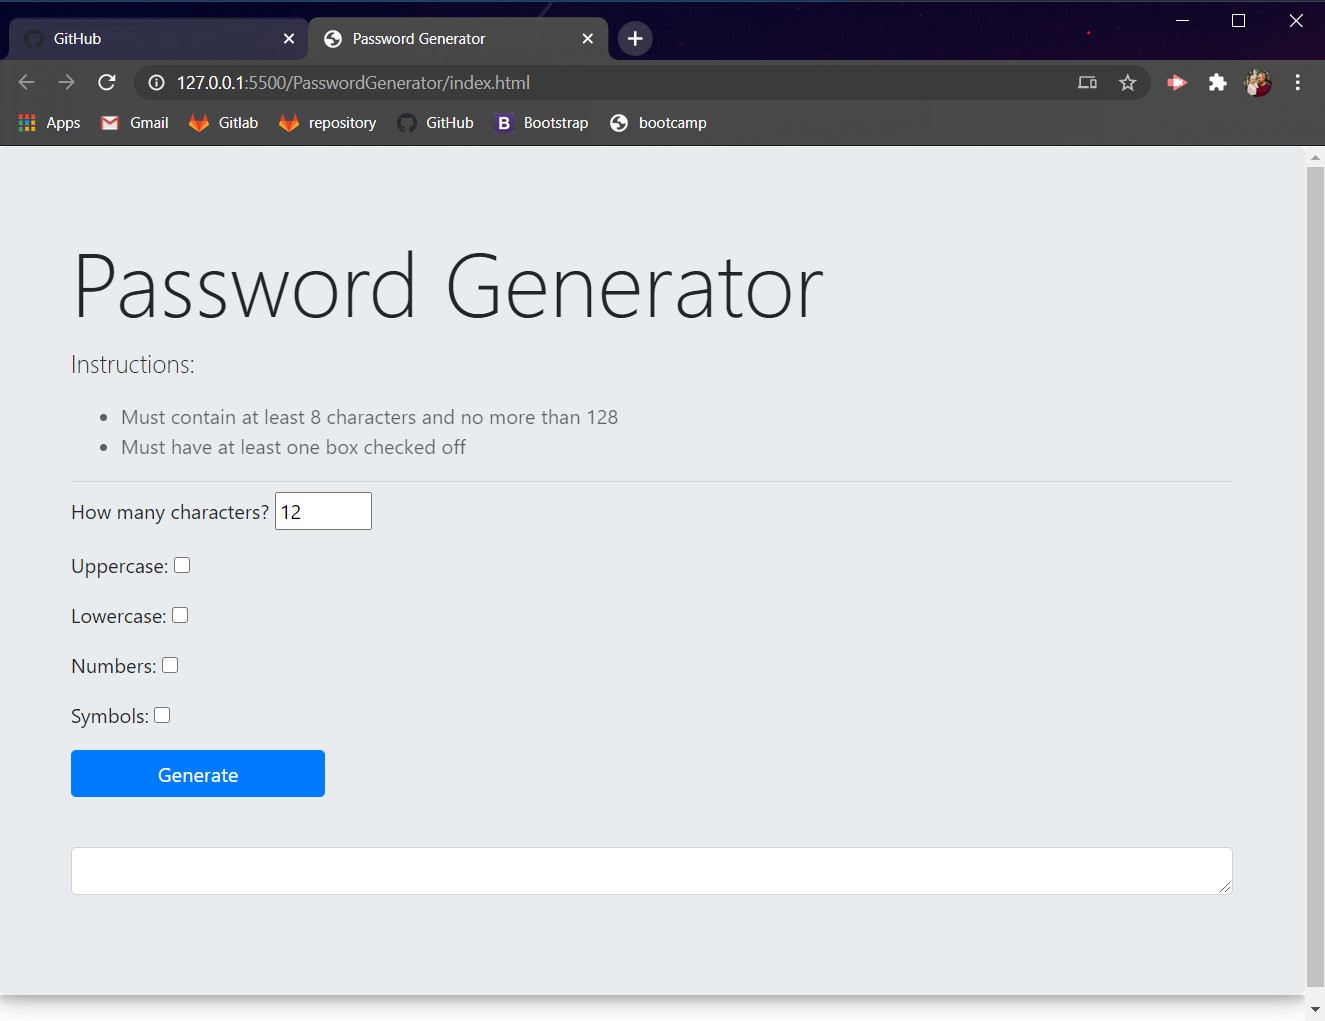 GitHub
Password Generator
127.0.0.1:5500/PasswordGenerator/index.html
Apps Gmail Gitlab repository GitHub B Bootstrap bootcamp
Password Generator
Instructions:
Must contain at least 8 characters and no more than 128
Must have at least one box checked off
How many characters? 12
Uppercase:
Lowercase:
Numbers:
Symbols:
Generate